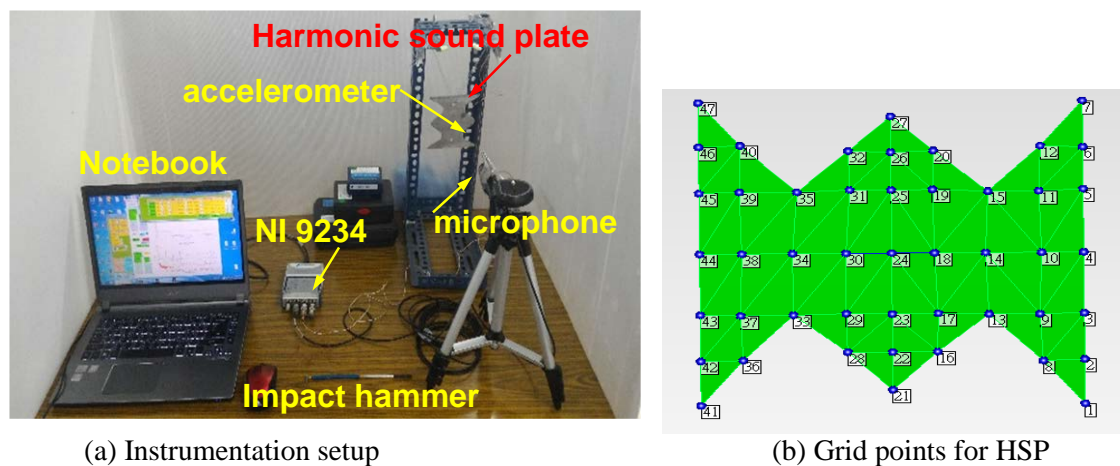 Harmonic sound plate
accelerometer
Notebook
NI 9234
microphone
Impact hammer
47 27 7
46 40 32 26 20 12 6
45 39 35 31 25 19 15 11 5
44 38 34 30 24 18 14 10 4
43 37 33 29 23 17 13 9 3
42 36 28 22 16 8 2
41 21 1
(a) Instrumentation setup
(b) Grid points for HSP